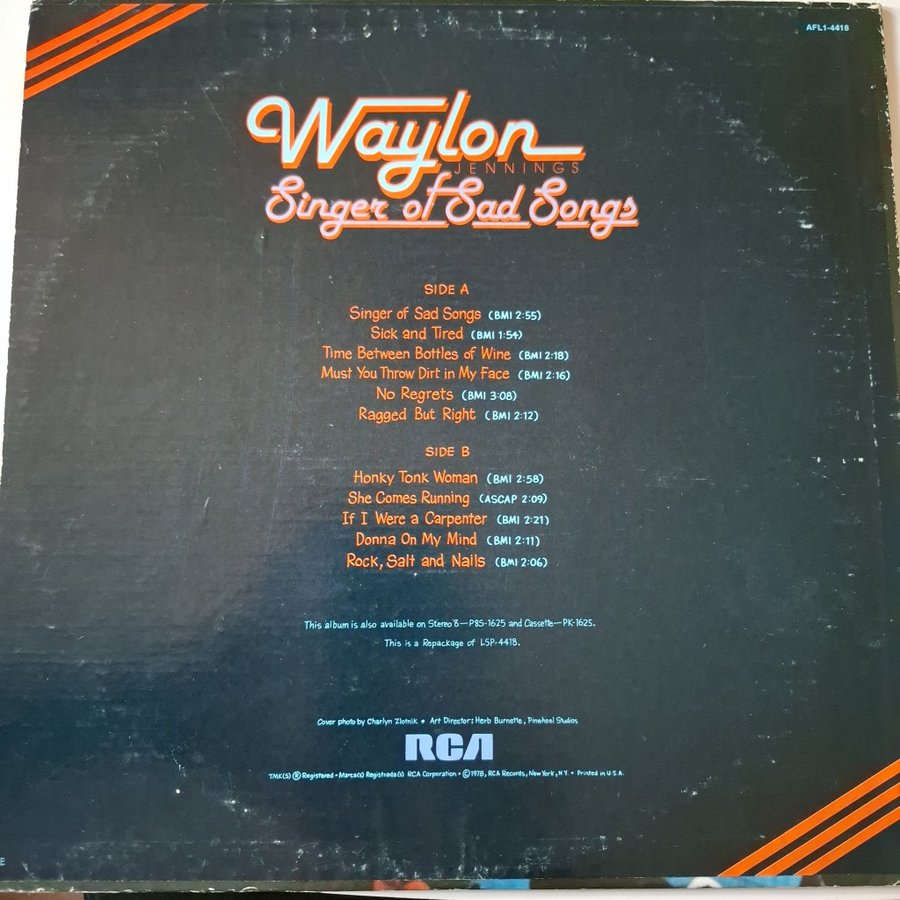 AFL1-4418
Waylon
JENNINGS
Singer of Sad Songs
SIDE A
Singer of Sad Songs (BMI 2:55)
Sick and Tired (BMI 1:54)
Time Between Bottles of Wine (BMI 2:18)
Must You Throw Dirt in My Face (BMI 2:16)
No Regrets (BMI 3:08)
Ragged But Right (BMI 2:12)
SIDE B
Honky Tonk Woman (BMI 2:58)
She Comes Running (ASCAP 2:09)
If I Were a Carpenter (BMI 2:21)
Donna On My Mind (BMI 2:11)
Rock, Salt and Nails (BMI 2:06)
This album is also available on Stereo 8—P8S-1625 and Cassette—PK-1625.
This is a Repackage of LSP-4418.
Cover photo by Charlyn Zlotnik • Art Director: Herb Burnette, Pinwheel Studios
RCA
TMK(S) ® Registered • Marca(s) Registrada(s) RCA Corporation • © 1978, RCA Records, New York, N.Y. • Printed in U.S.A.
E